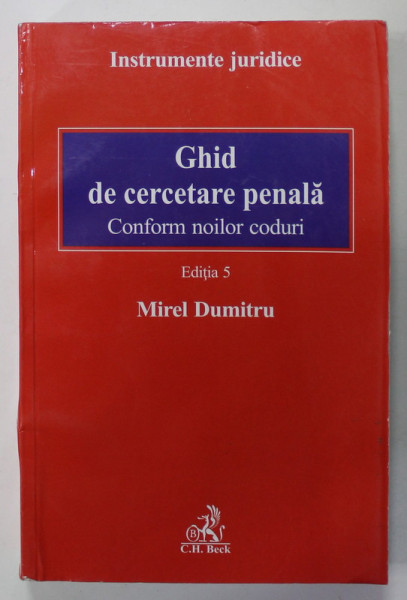 Instrumente juridice
Ghid
de cercetare penală
Conform noilor coduri
Ediția 5
Mirel Dumitru
B
C.H. Beck